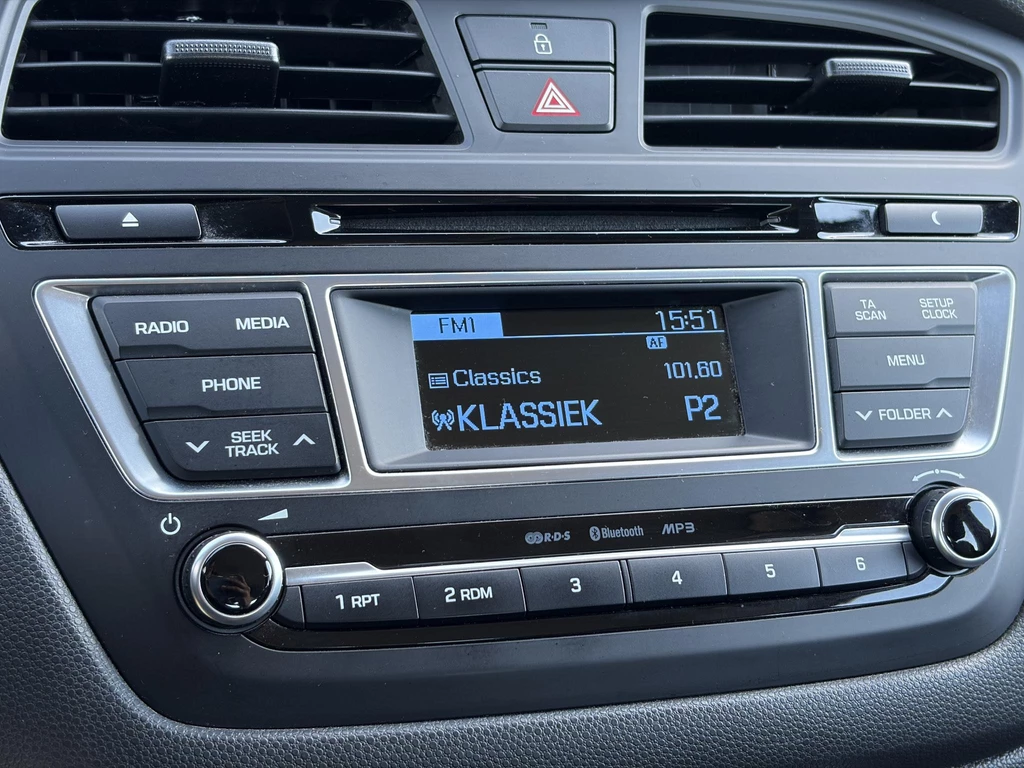 RADIO MEDIA
PHONE
SEEK
TRACK
FM1 15:51
AF
Classics 101.60
KLASSIEK P2
TA
SCAN
SETUP
CLOCK
MENU
FOLDER
R·D·S Bluetooth MP3
1 RPT 2 RDM 3 4 5 6